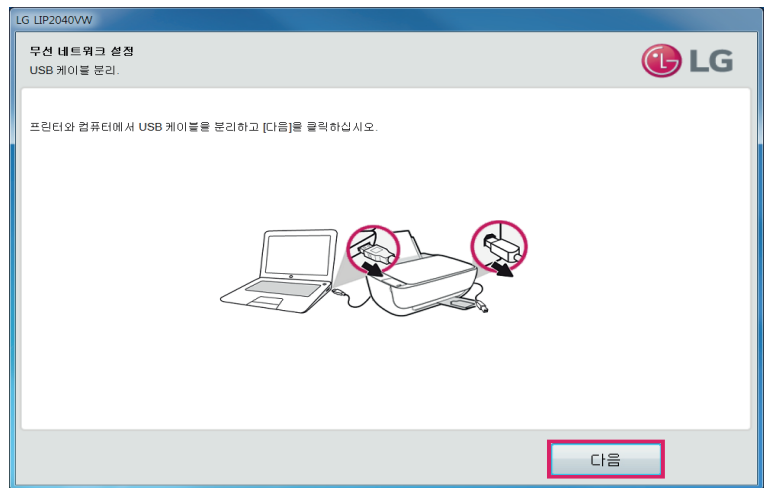 LG LIP2040VW
무선 네트워크 설정
USB 케이블 분리.
LG
프린터와 컴퓨터에서 USB 케이블을 분리하고 [다음]을 클릭하십시오.
다음